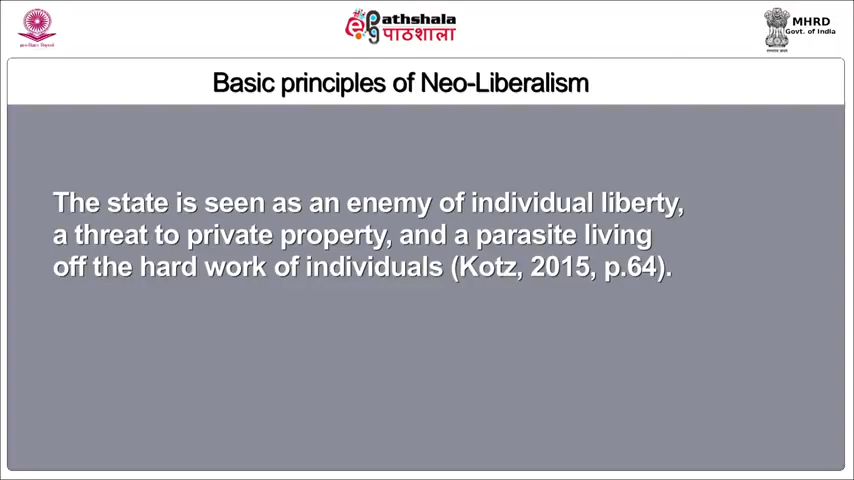 ePathshala
पाठशाला
MHRD
Govt. of India
Basic principles of Neo-Liberalism
The state is seen as an enemy of individual liberty,
a threat to private property, and a parasite living
off the hard work of individuals (Kotz, 2015, p.64).